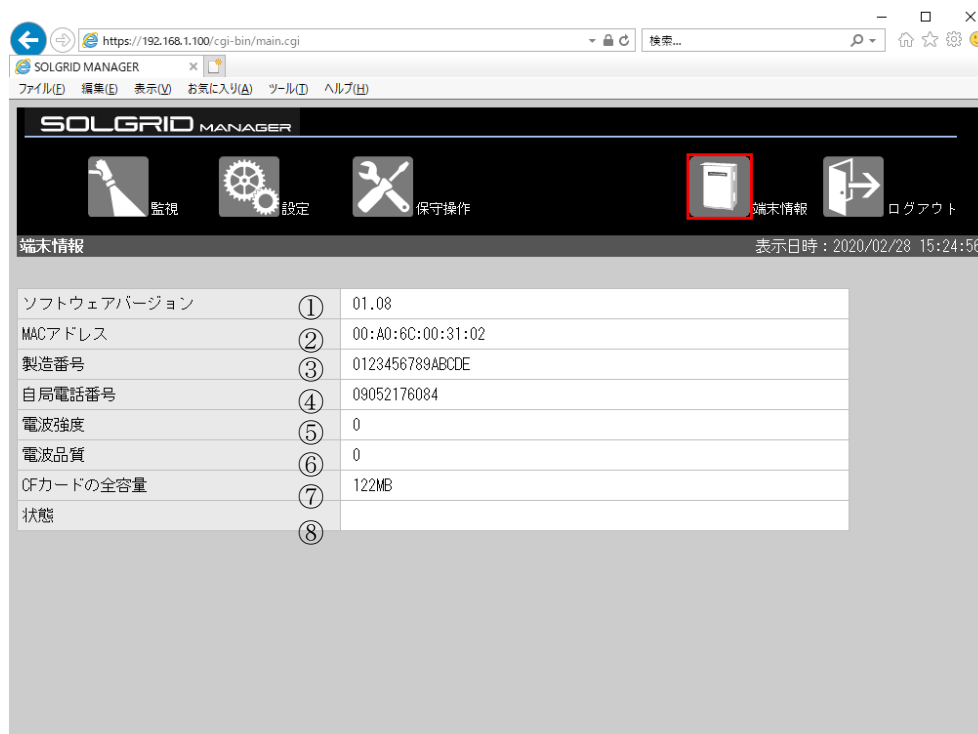 https://192.168.1.100/cgi-bin/main.cgi
検索...
SOLGRID MANAGER
ファイル(F) 編集(E) 表示(V) お気に入り(A) ツール(T) ヘルプ(H)
SOLGRID MANAGER
監視 設定 保守操作 端末情報 ログアウト
端末情報 表示日時：2020/02/28 15:24:56
ソフトウェアバージョン ① 01.08
MACアドレス ② 00:A0:6C:00:31:02
製造番号 ③ 0123456789ABCDE
自局電話番号 ④ 09052176084
電波強度 ⑤ 0
電波品質 ⑥ 0
CFカードの全容量 ⑦ 122MB
状態 ⑧